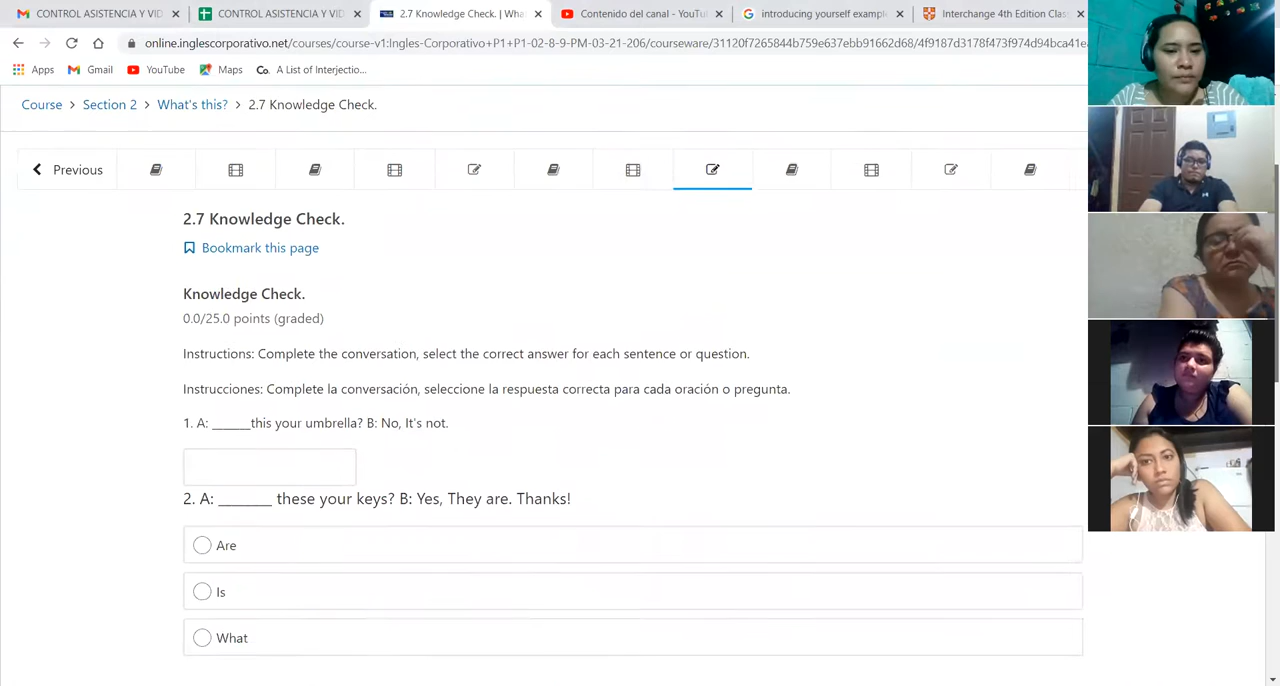 CONTROL ASISTENCIA Y VID
CONTROL ASISTENCIA Y VID
2.7 Knowledge Check. | Wha
Contenido del canal - YouTu
introducing yourself exampl
Interchange 4th Edition Clas
online.inglescorporativo.net/courses/course-v1:Ingles-Corporativo+P1+P1-02-8-9-PM-03-21-206/courseware/31120f7265844b759e637ebb91662d68/4f9187d3178f473f974d94bca41e
Apps
Gmail
YouTube
Maps
Co. A List of Interjectio...
Course > Section 2 > What's this? > 2.7 Knowledge Check.
Previous
2.7 Knowledge Check.
Bookmark this page
Knowledge Check.
0.0/25.0 points (graded)
Instructions: Complete the conversation, select the correct answer for each sentence or question.
Instrucciones: Complete la conversación, seleccione la respuesta correcta para cada oración o pregunta.
1. A: ______this your umbrella? B: No, It's not.
2. A: _______ these your keys? B: Yes, They are. Thanks!
Are
Is
What